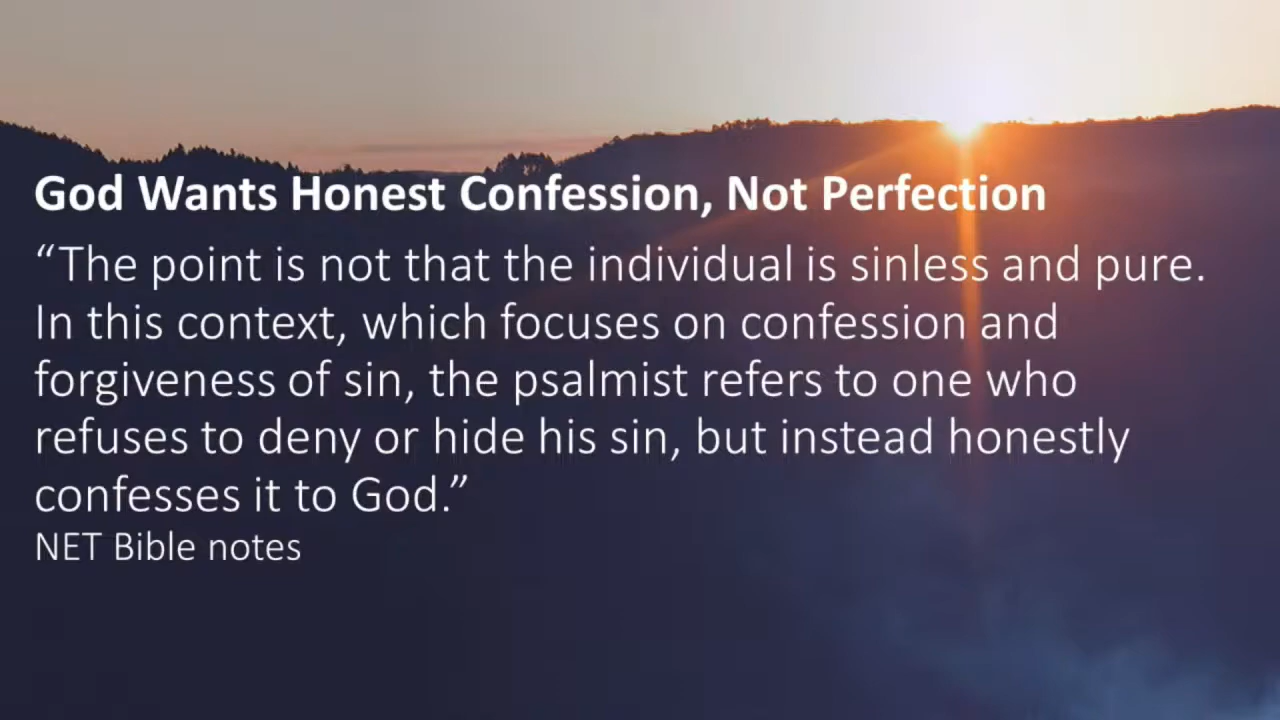 God Wants Honest Confession, Not Perfection
“The point is not that the individual is sinless and pure.
In this context, which focuses on confession and
forgiveness of sin, the psalmist refers to one who
refuses to deny or hide his sin, but instead honestly
confesses it to God.”
NET Bible notes